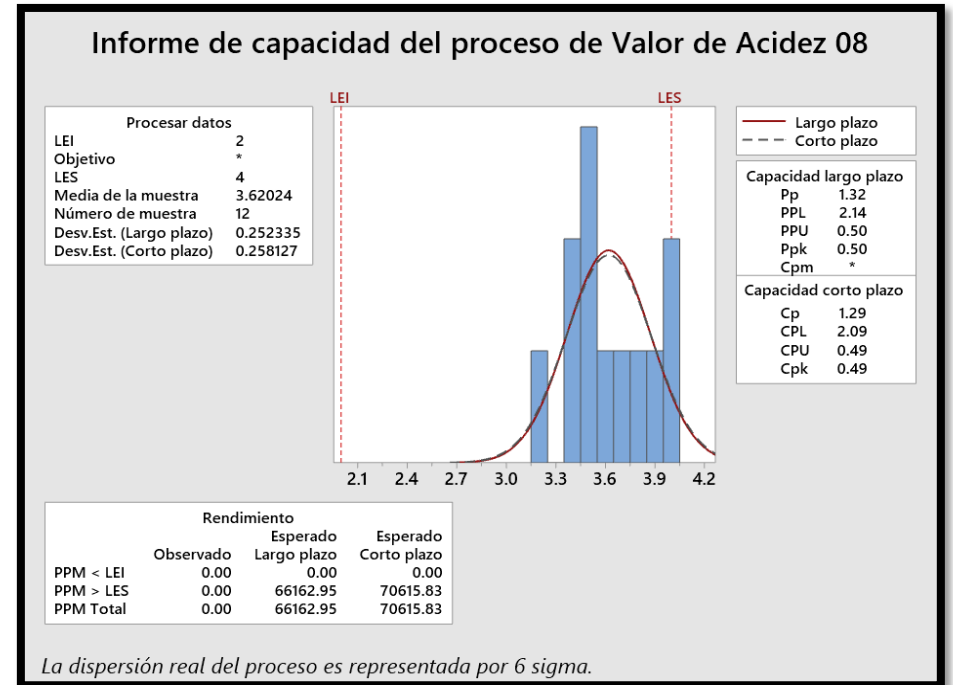 Informe de capacidad del proceso de Valor de Acidez 08
Procesar datos
LEI 2
Objetivo *
LES 4
Media de la muestra 3.62024
Número de muestra 12
Desv.Est. (Largo plazo) 0.252335
Desv.Est. (Corto plazo) 0.258127
LEI LES
2.1 2.4 2.7 3.0 3.3 3.6 3.9 4.2
Largo plazo
Corto plazo
Capacidad largo plazo
Pp 1.32
PPL 2.14
PPU 0.50
Ppk 0.50
Cpm *
Capacidad corto plazo
Cp 1.29
CPL 2.09
CPU 0.49
Cpk 0.49
Rendimiento
Esperado Esperado
Observado Largo plazo Corto plazo
PPM < LEI 0.00 0.00 0.00
PPM > LES 0.00 66162.95 70615.83
PPM Total 0.00 66162.95 70615.83
La dispersión real del proceso es representada por 6 sigma.